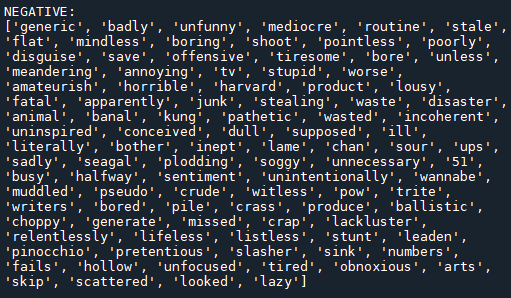 NEGATIVE:
['generic', 'badly', 'unfunny', 'mediocre', 'routine', 'stale',
'flat', 'mindless', 'boring', 'shoot', 'pointless', 'poorly',
'disguise', 'save', 'offensive', 'tiresome', 'bore', 'unless',
'meandering', 'annoying', 'tv', 'stupid', 'worse',
'amateurish', 'horrible', 'harvard', 'product', 'lousy',
'fatal', 'apparently', 'junk', 'stealing', 'waste', 'disaster',
'animal', 'banal', 'kung', 'pathetic', 'wasted', 'incoherent',
'uninspired', 'conceived', 'dull', 'supposed', 'ill',
'literally', 'bother', 'inept', 'lame', 'chan', 'sour', 'ups',
'sadly', 'seagal', 'plodding', 'soggy', 'unnecessary', '51',
'busy', 'halfway', 'sentiment', 'unintentionally', 'wannabe',
'muddled', 'pseudo', 'crude', 'witless', 'pow', 'trite',
'writers', 'bored', 'pile', 'crass', 'produce', 'ballistic',
'choppy', 'generate', 'missed', 'crap', 'lackluster',
'relentlessly', 'lifeless', 'listless', 'stunt', 'leaden',
'pinocchio', 'pretentious', 'slasher', 'sink', 'numbers',
'fails', 'hollow', 'unfocused', 'tired', 'obnoxious', 'arts',
'skip', 'scattered', 'looked', 'lazy']